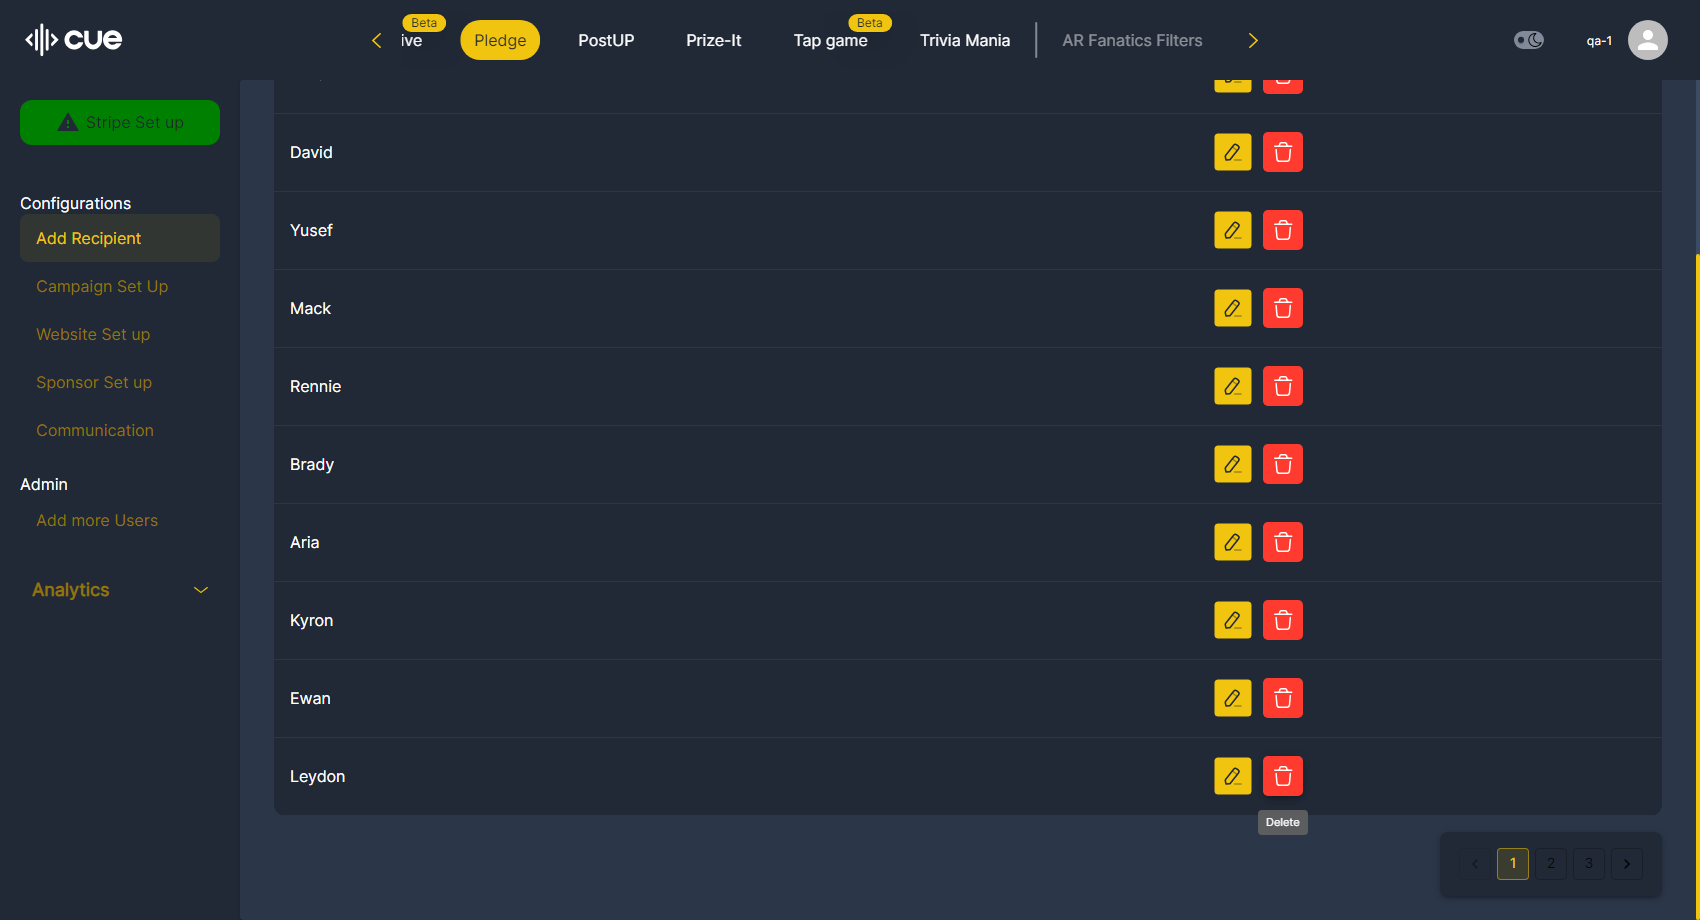 cue
Beta
ive
Pledge
PostUP
Prize-It
Beta
Tap game
Trivia Mania
AR Fanatics Filters
qa-1
Stripe Set up
Configurations
Add Recipient
Campaign Set Up
Website Set up
Sponsor Set up
Communication
Admin
Add more Users
Analytics
David
Yusef
Mack
Rennie
Brady
Aria
Kyron
Ewan
Leydon
Delete
1 2 3